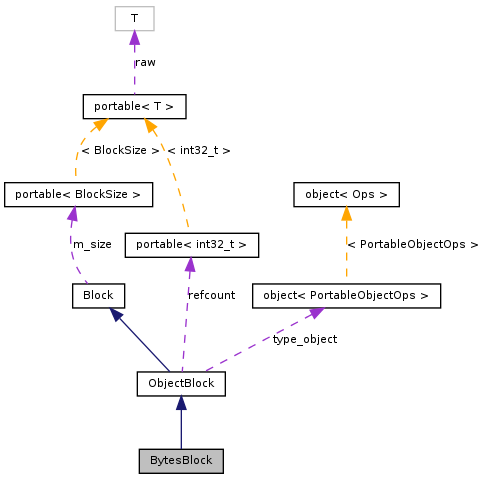 T
raw
portable< T >
< BlockSize >
< int32_t >
portable< BlockSize >
object< Ops >
m_size
portable< int32_t >
< PortableObjectOps >
Block
refcount
object< PortableObjectOps >
type_object
ObjectBlock
BytesBlock